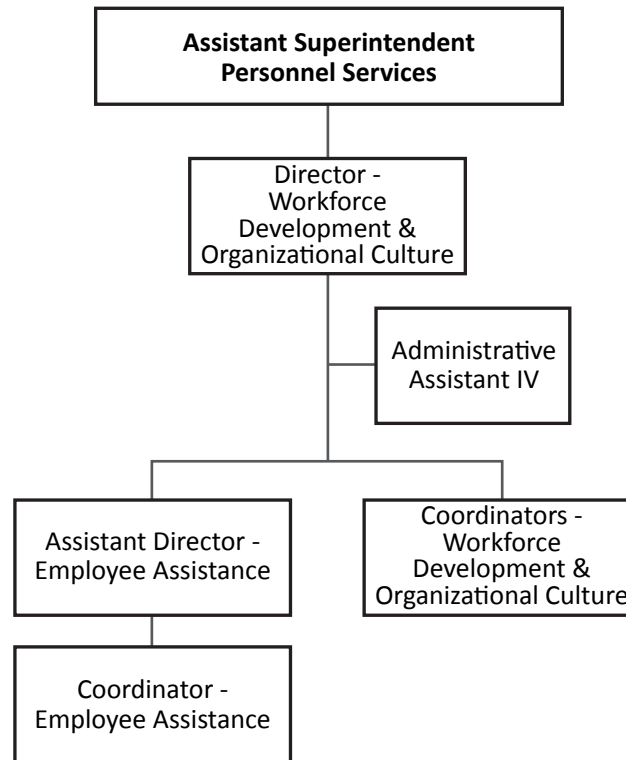 Assistant Superintendent
Personnel Services
Director -
Workforce
Development &
Organizational Culture
Administrative
Assistant IV
Assistant Director -
Employee Assistance
Coordinators -
Workforce
Development &
Organizational Culture
Coordinator -
Employee Assistance